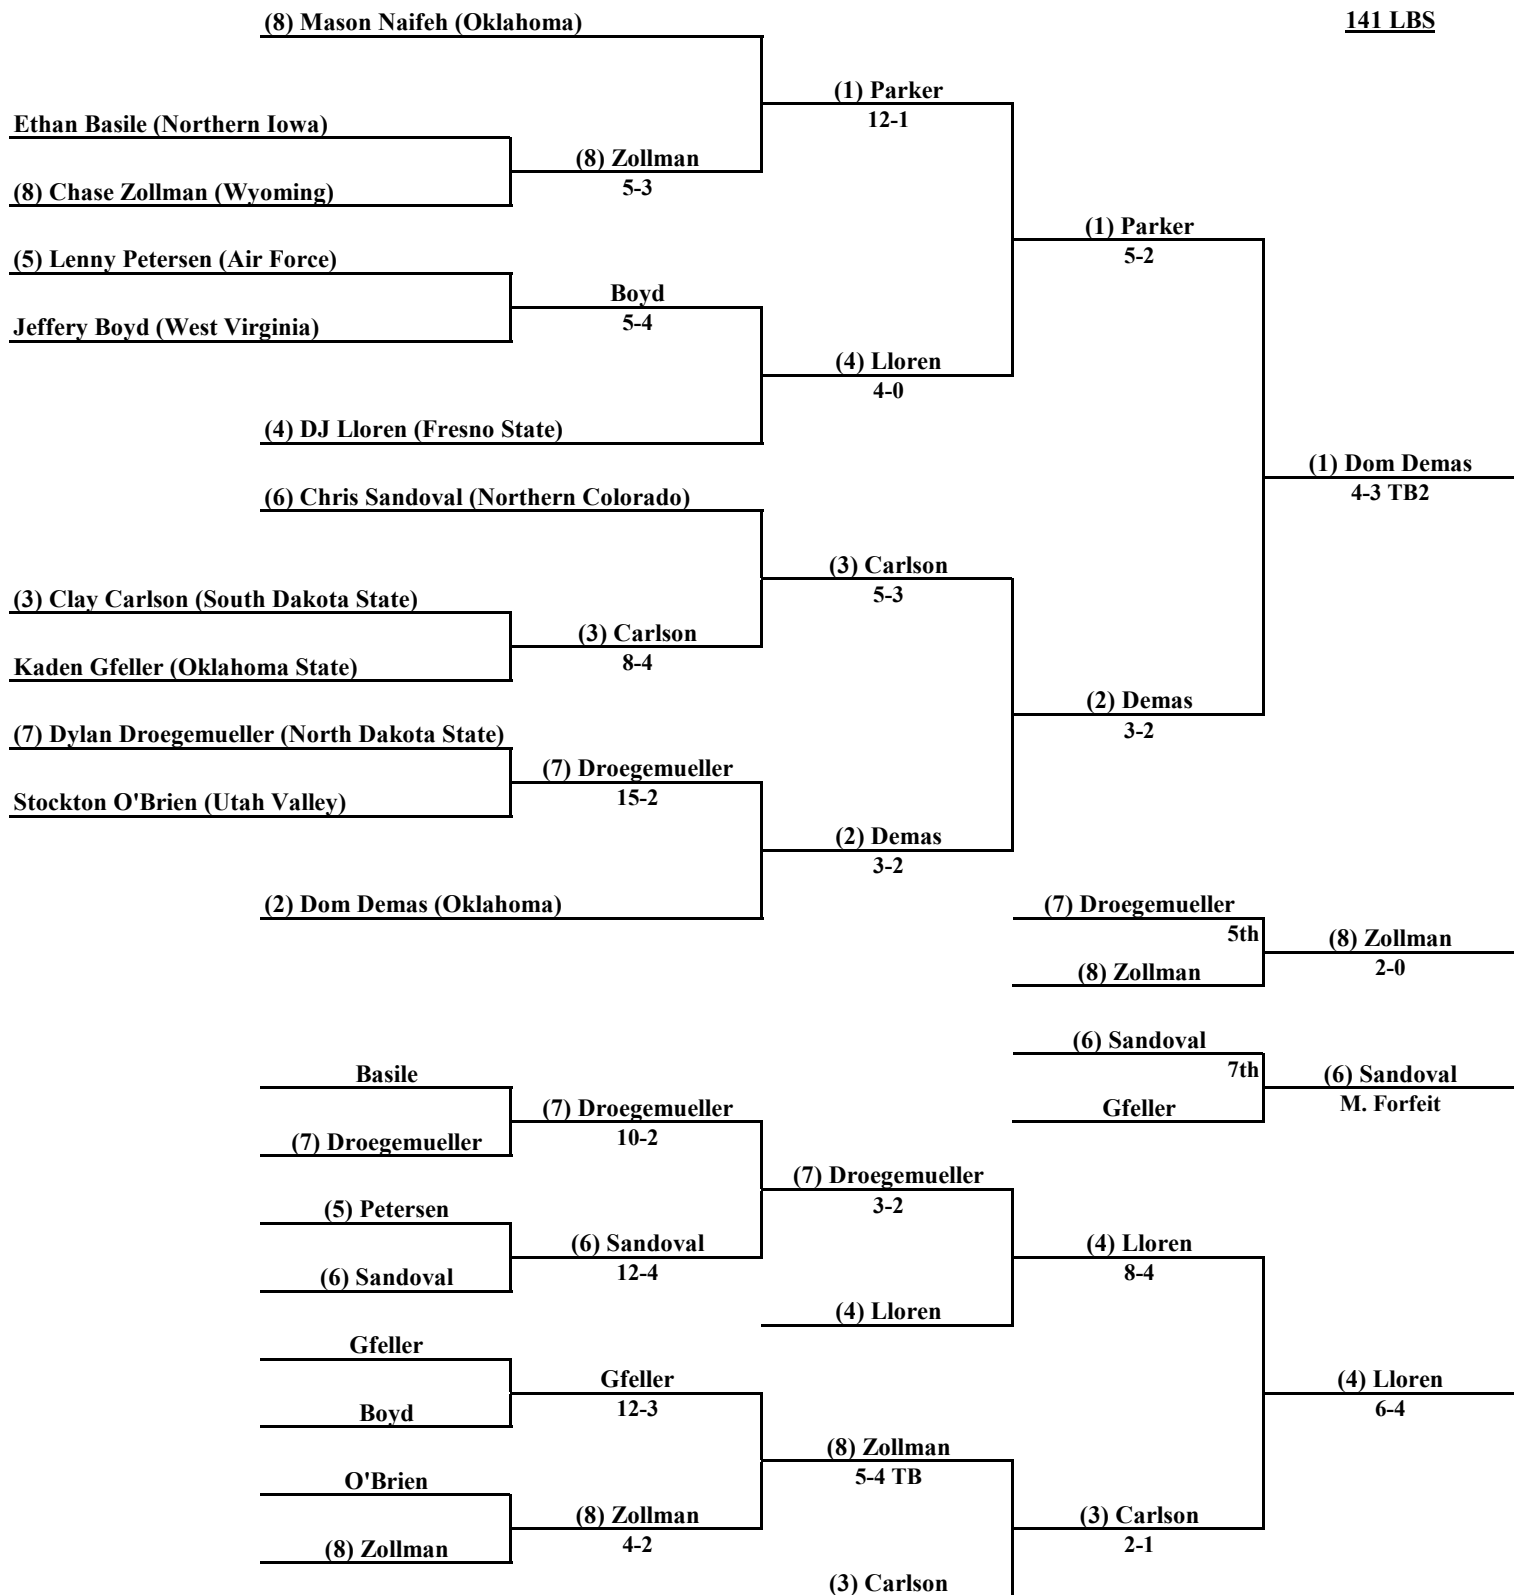 (8) Mason Naifeh (Oklahoma)
141 LBS
(1) Parker
12-1
Ethan Basile (Northern Iowa)
(8) Zollman
5-3
(8) Chase Zollman (Wyoming)
(1) Parker
5-2
(5) Lenny Petersen (Air Force)
Boyd
5-4
Jeffery Boyd (West Virginia)
(4) Lloren
4-0
(4) DJ Lloren (Fresno State)
(1) Dom Demas
4-3 TB2
(6) Chris Sandoval (Northern Colorado)
(3) Carlson
5-3
(3) Clay Carlson (South Dakota State)
(3) Carlson
8-4
Kaden Gfeller (Oklahoma State)
(2) Demas
3-2
(7) Dylan Droegemueller (North Dakota State)
(7) Droegemueller
15-2
Stockton O'Brien (Utah Valley)
(2) Demas
3-2
(2) Dom Demas (Oklahoma)
(7) Droegemueller
5th
(8) Zollman
2-0
(8) Zollman
(6) Sandoval
7th
(6) Sandoval
M. Forfeit
Gfeller
Basile
(7) Droegemueller
10-2
(7) Droegemueller
(7) Droegemueller
3-2
(5) Petersen
(6) Sandoval
12-4
(6) Sandoval
(4) Lloren
8-4
(4) Lloren
Gfeller
Gfeller
12-3
Boyd
(4) Lloren
6-4
(8) Zollman
5-4 TB
O'Brien
(8) Zollman
4-2
(8) Zollman
(3) Carlson
2-1
(3) Carlson